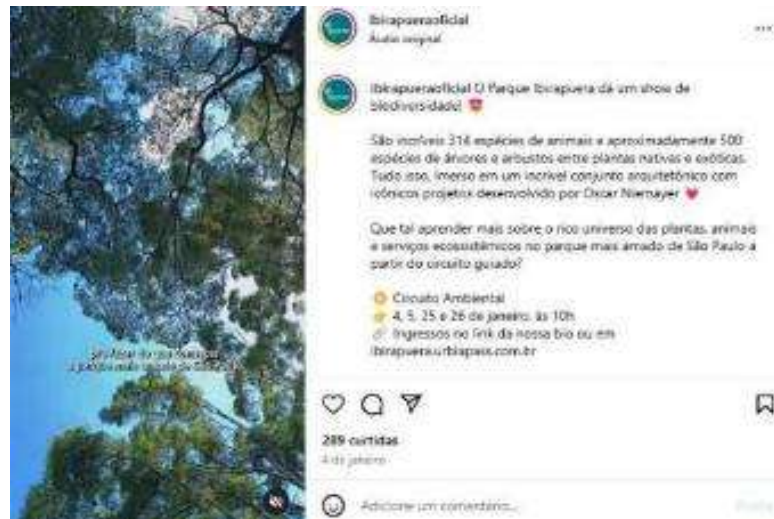 ibirapueraoficial
Áudio original
ibirapueraoficial O Parque Ibirapuera dá um show de
biodiversidade!
São incríveis 314 espécies de animais e aproximadamente 500
espécies de árvores e arbustos entre plantas nativas e exóticas.
Tudo isso, imerso em um incrível conjunto arquitetônico com
icônicos projetos desenvolvido por Oscar Niemayer
Que tal aprender mais sobre o rico universo das plantas, animais
e serviços ecossistêmicos no parque mais amado de São Paulo a
partir do circuito guiado?
Circuito Ambiental
4, 5, 25 e 26 de janeiro, às 10h
Ingressos no link da nossa bio ou em
ibirapuera.urbiapass.com.br
289 curtidas
4 de janeiro
Adicione um comentário...